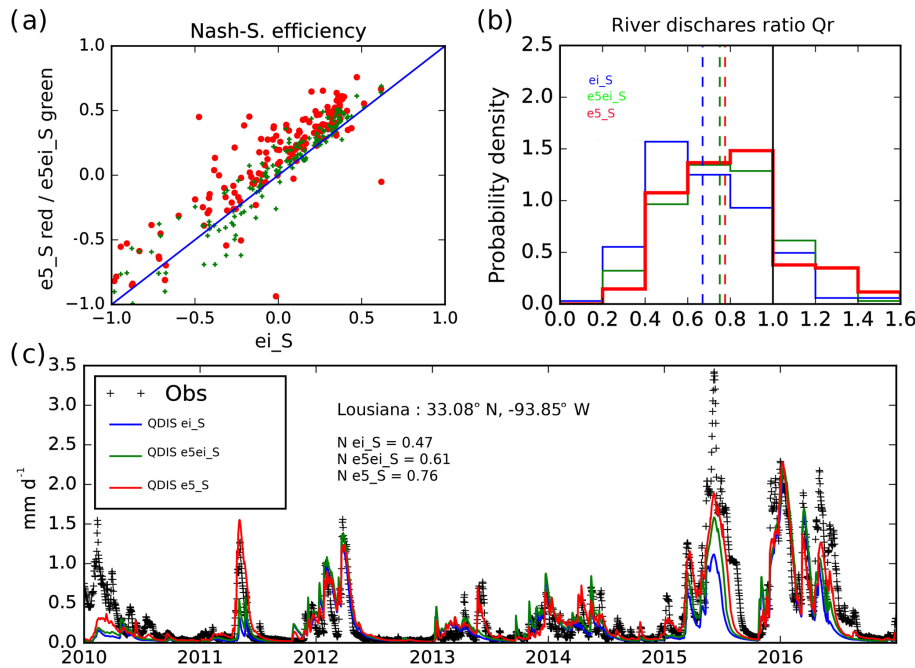 (a)
Nash-S. efficiency
e5_S red / e5ei_S green
1.0
0.5
0.0
−0.5
−1.0
−1.0
−0.5
0.0
0.5
1.0
ei_S
(b)
River dischares ratio Qr
Probability density
2.5
2.0
1.5
1.0
0.5
0.0
ei_S
e5ei_S
e5_S
0.0
0.2
0.4
0.6
0.8
1.0
1.2
1.4
1.6
(c)
mm d-1
3.5
3.0
2.5
2.0
1.5
1.0
0.5
0.0
Obs
QDIS ei_S
QDIS e5ei_S
QDIS e5_S
Lousiana : 33.08° N, -93.85° W
N ei_S = 0.47
N e5ei_S = 0.61
N e5_S = 0.76
2010
2011
2012
2013
2014
2015
2016